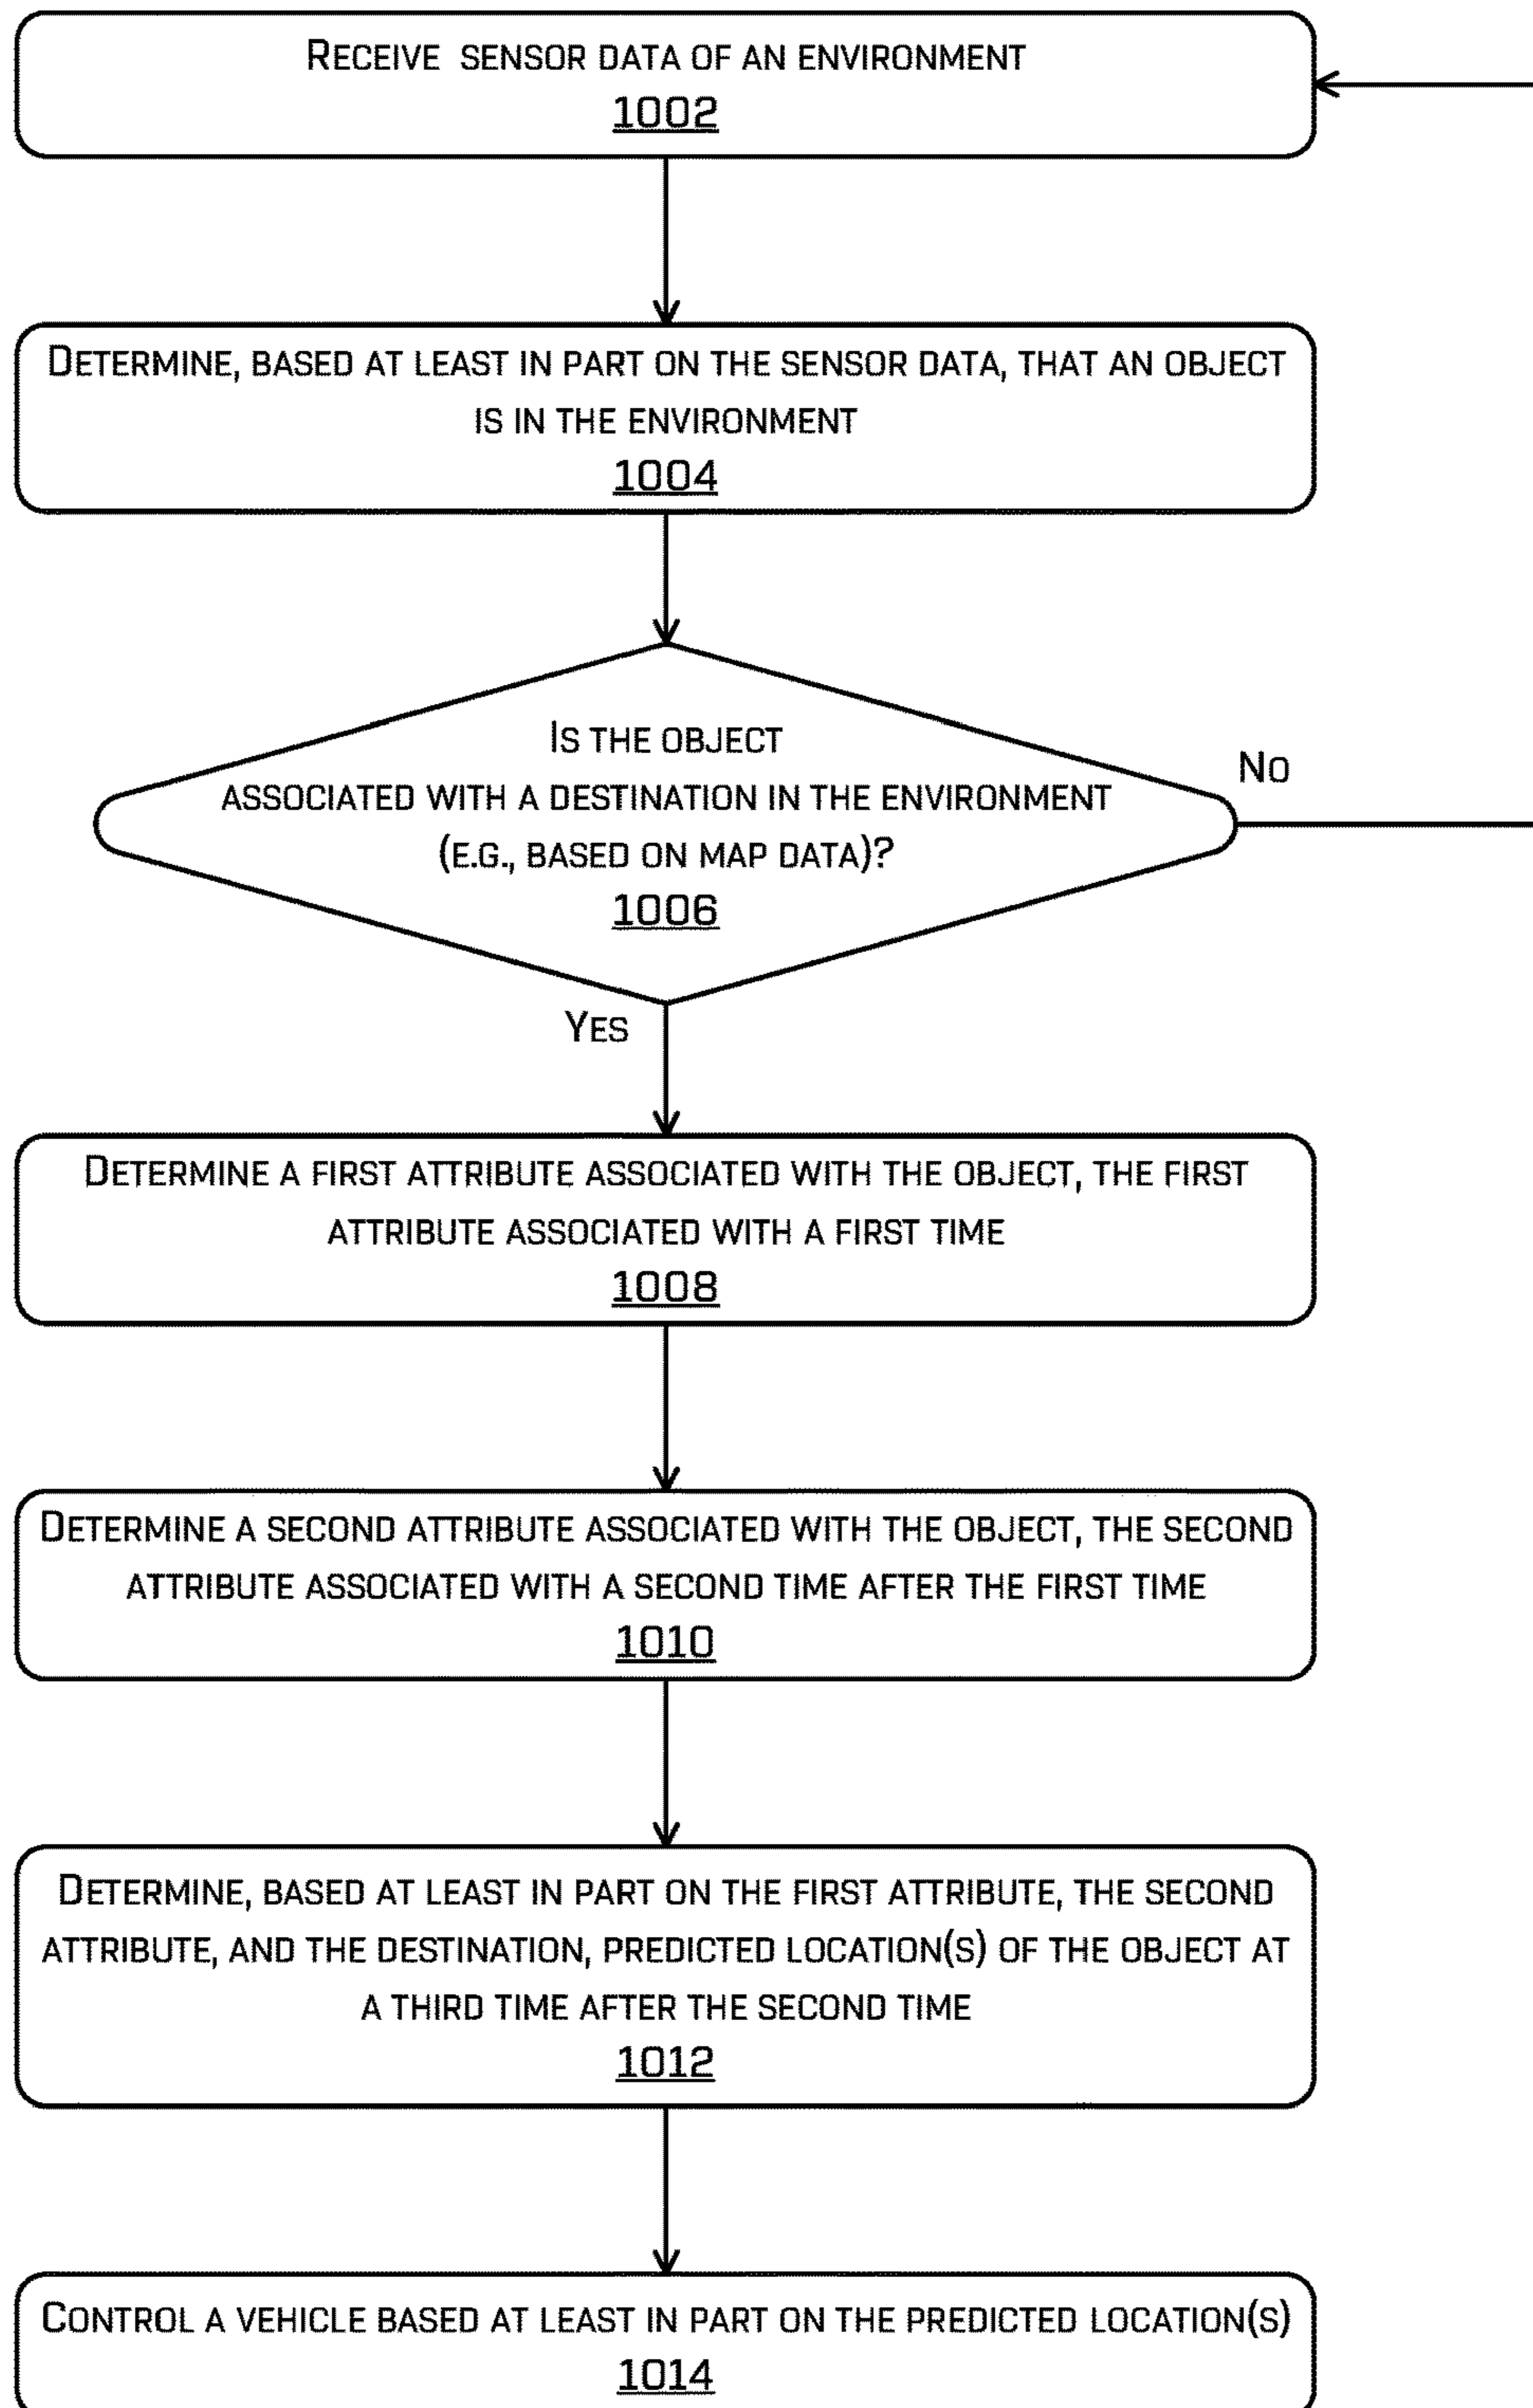 RECEIVE SENSOR DATA OF AN ENVIRONMENT
1002
DETERMINE, BASED AT LEAST IN PART ON THE SENSOR DATA, THAT AN OBJECT
IS IN THE ENVIRONMENT
1004
IS THE OBJECT
ASSOCIATED WITH A DESTINATION IN THE ENVIRONMENT
(E.G., BASED ON MAP DATA)?
1006
NO
YES
DETERMINE A FIRST ATTRIBUTE ASSOCIATED WITH THE OBJECT, THE FIRST
ATTRIBUTE ASSOCIATED WITH A FIRST TIME
1008
DETERMINE A SECOND ATTRIBUTE ASSOCIATED WITH THE OBJECT, THE SECOND
ATTRIBUTE ASSOCIATED WITH A SECOND TIME AFTER THE FIRST TIME
1010
DETERMINE, BASED AT LEAST IN PART ON THE FIRST ATTRIBUTE, THE SECOND
ATTRIBUTE, AND THE DESTINATION, PREDICTED LOCATION(S) OF THE OBJECT AT
A THIRD TIME AFTER THE SECOND TIME
1012
CONTROL A VEHICLE BASED AT LEAST IN PART ON THE PREDICTED LOCATION(S)
1014